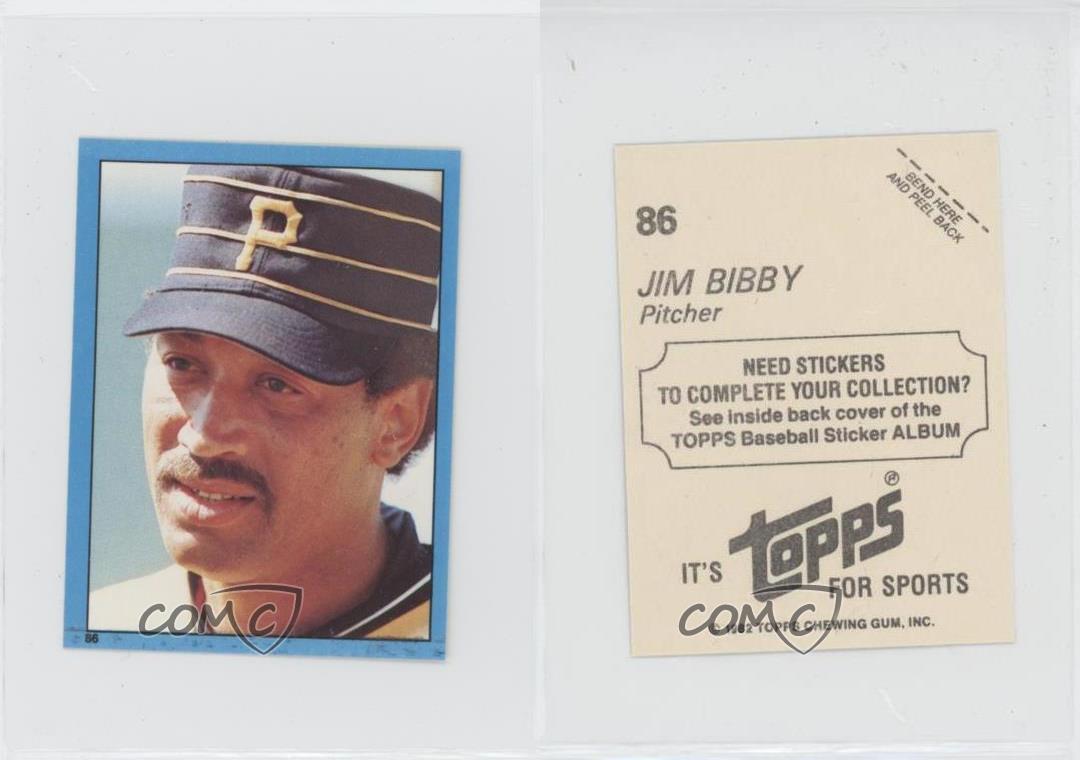 P
86
COMC
86
BEND HERE
AND PEEL BACK
JIM BIBBY
Pitcher
NEED STICKERS
TO COMPLETE YOUR COLLECTION?
See inside back cover of the
TOPPS Baseball Sticker ALBUM
IT'S Topps® FOR SPORTS
© 1982 TOPPS CHEWING GUM, INC.
COMC